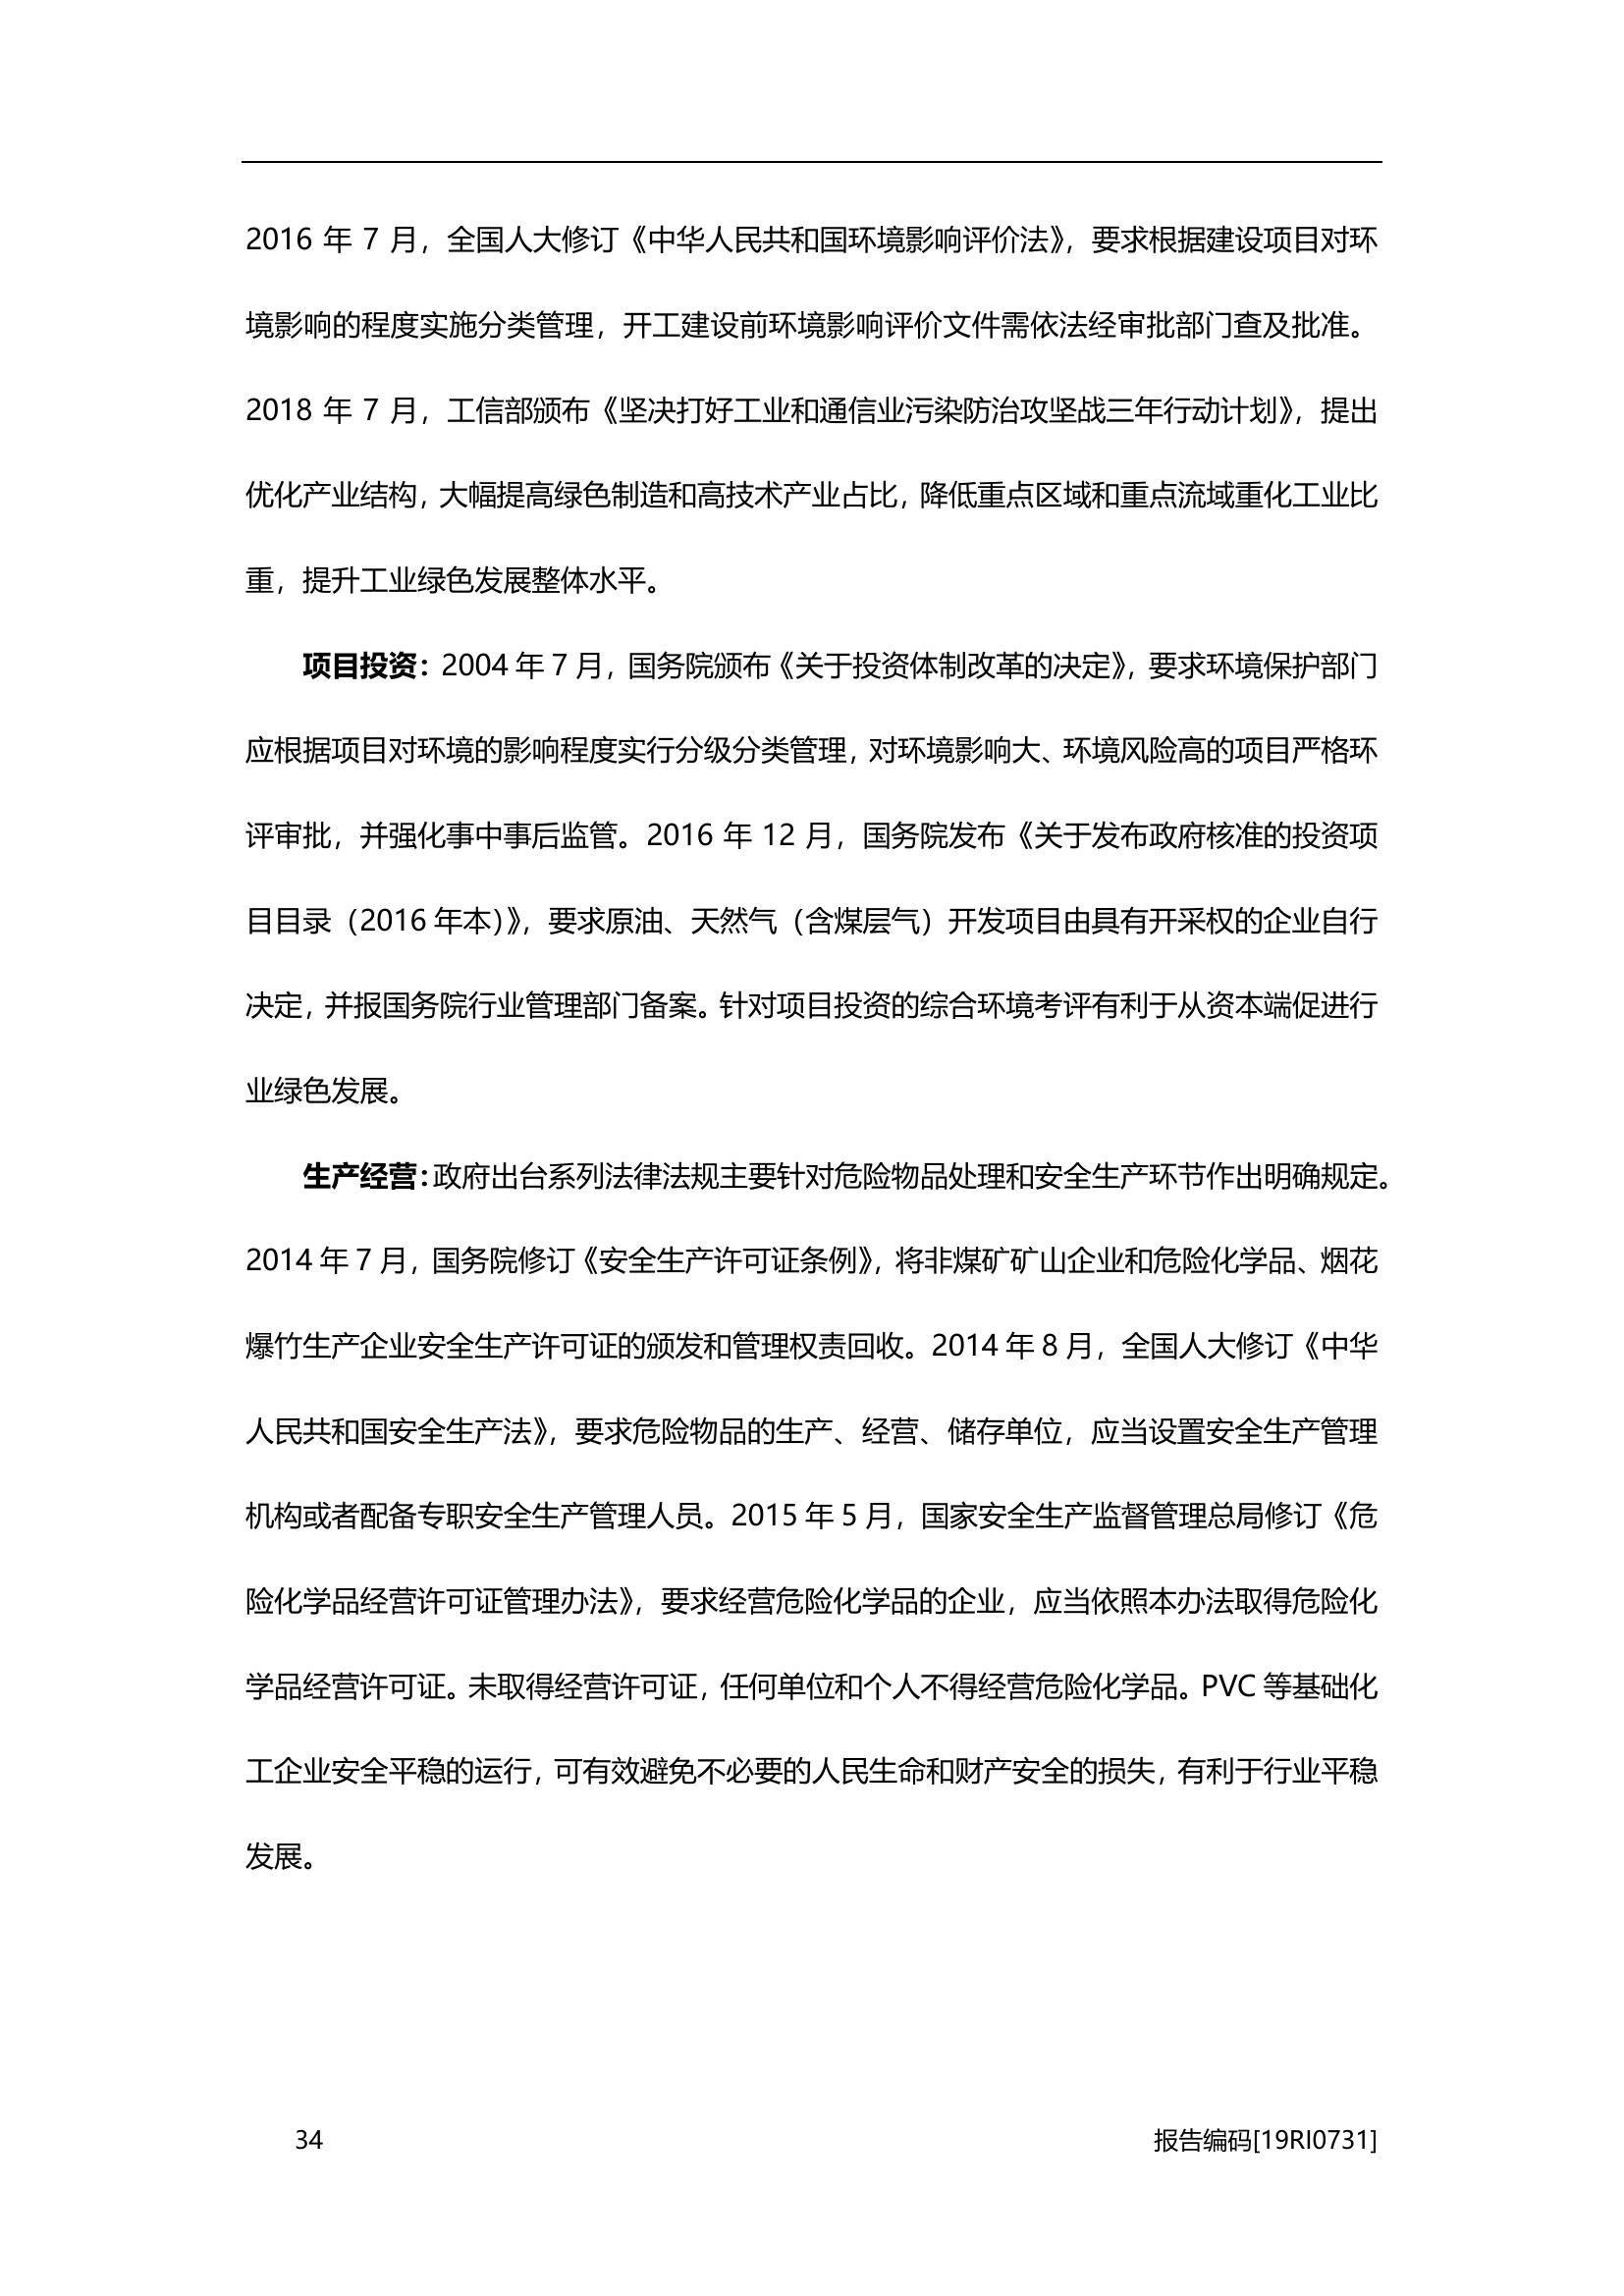 2016 年 7 月，全国人大修订《中华人民共和国环境影响评价法》，要求根据建设项目对环
境影响的程度实施分类管理，开工建设前环境影响评价文件需依法经审批部门查及批准。
2018 年 7 月，工信部颁布《坚决打好工业和通信业污染防治攻坚战三年行动计划》，提出
优化产业结构，大幅提高绿色制造和高技术产业占比，降低重点区域和重点流域重化工业比
重，提升工业绿色发展整体水平。
项目投资：2004 年 7 月，国务院颁布《关于投资体制改革的决定》，要求环境保护部门
应根据项目对环境的影响程度实行分级分类管理，对环境影响大、环境风险高的项目严格环
评审批，并强化事中事后监管。2016 年 12 月，国务院发布《关于发布政府核准的投资项
目目录（2016 年本）》，要求原油、天然气（含煤层气）开发项目由具有开采权的企业自行
决定，并报国务院行业管理部门备案。针对项目投资的综合环境考评有利于从资本端促进行
业绿色发展。
生产经营：政府出台系列法律法规主要针对危险物品处理和安全生产环节作出明确规定。
2014 年 7 月，国务院修订《安全生产许可证条例》，将非煤矿矿山企业和危险化学品、烟花
爆竹生产企业安全生产许可证的颁发和管理权责回收。2014 年 8 月，全国人大修订《中华
人民共和国安全生产法》，要求危险物品的生产、经营、储存单位，应当设置安全生产管理
机构或者配备专职安全生产管理人员。2015 年 5 月，国家安全生产监督管理总局修订《危
险化学品经营许可证管理办法》，要求经营危险化学品的企业，应当依照本办法取得危险化
学品经营许可证。未取得经营许可证，任何单位和个人不得经营危险化学品。PVC 等基础化
工企业安全平稳的运行，可有效避免不必要的人民生命和财产安全的损失，有利于行业平稳
发展。
34 报告编码[19RI0731]